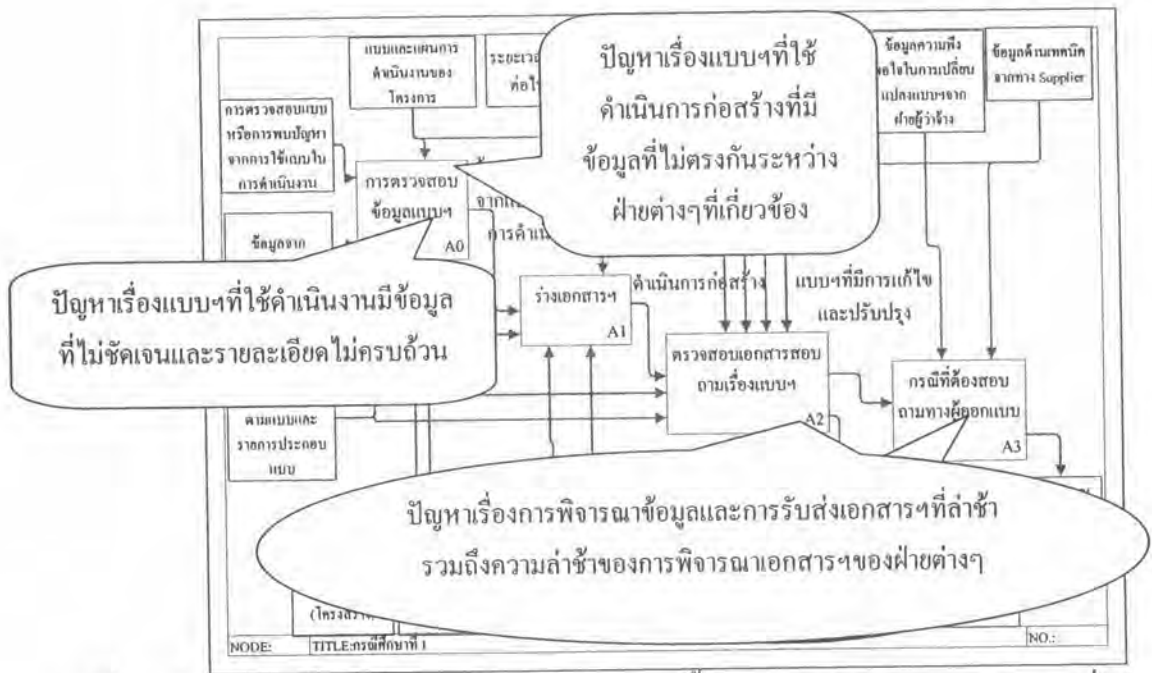 แบบและแผนการ
ดำเนินงานของ
โครงการ
ระยะเวลา
ข้อมูลความพึง
พอใจในการเปลี่ยน
แปลงแบบฯจาก
ฝ่ายผู้ว่าจ้าง
ข้อมูลด้านเทคนิค
จากทาง Supplier
การตรวจสอบแบบ
หรือการพบปัญหา
จากการใช้แบบใน
การดำเนินงาน
ปัญหาเรื่องแบบฯที่ใช้
ดำเนินการก่อสร้างที่มี
ข้อมูลที่ไม่ตรงกันระหว่าง
ฝ่ายต่างๆที่เกี่ยวข้อง
การตรวจสอบ
ข้อมูลแบบฯ
A0
ข้อมูลจาก
ปัญหาเรื่องแบบฯที่ใช้ดำเนินงานมีข้อมูล
ที่ไม่ชัดเจนและรายละเอียดไม่ครบถ้วน
ร่างเอกสารฯ
A1
ดำเนินการก่อสร้าง
แบบฯที่มีการแก้ไข
และปรับปรุง
ตรวจสอบเอกสารสอบ
ถามเรื่องแบบฯ
A2
กรณีที่ต้องสอบ
ถามทางผู้ออกแบบ
A3
ตามแบบและ
รายการประกอบ
แบบ
ปัญหาเรื่องการพิจารณาข้อมูลและการรับส่งเอกสารฯที่ล่าช้า
รวมถึงความล่าช้าของการพิจารณาเอกสารฯของฝ่ายต่างๆ
NODE:
TITLE:กรณีศึกษาที่ 1
NO.: